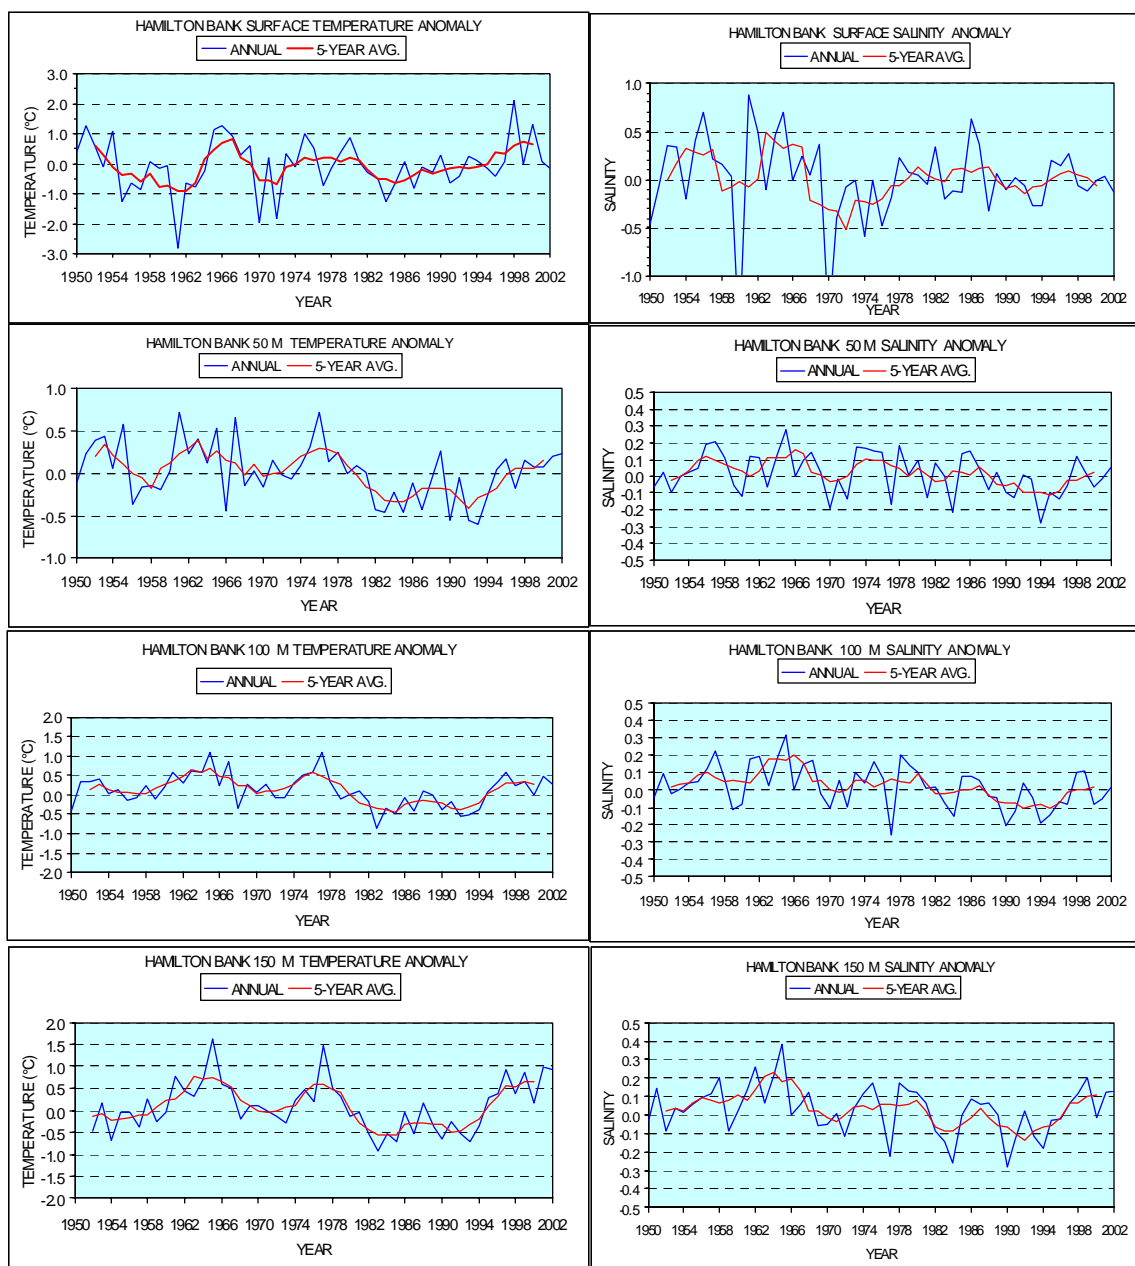 HAMILTON BANK SURFACE TEMPERATURE ANOMALY
ANNUAL 5-YEAR AVG.
TEMPERATURE (°C)
3.0
2.0
1.0
0.0
-1.0
-2.0
-3.0
1950 1954 1958 1962 1966 1970 1974 1978 1982 1986 1990 1994 1998 2002
YEAR
HAMILTON BANK SURFACE SALINITY ANOMALY
ANNUAL 5-YEAR AVG.
SALINITY
1.0
0.5
0.0
-0.5
-1.0
1950 1954 1958 1962 1966 1970 1974 1978 1982 1986 1990 1994 1998 2002
YEAR
HAMILTON BANK 50 M TEMPERATURE ANOMALY
ANNUAL 5-YEAR AVG.
TEMPERATURE (°C)
1.0
0.5
0.0
-0.5
-1.0
1950 1954 1958 1962 1966 1970 1974 1978 1982 1986 1990 1994 1998 2002
YEAR
HAMILTON BANK 50 M SALINITY ANOMALY
ANNUAL 5-YEAR AVG.
SALINITY
0.5
0.4
0.3
0.2
0.1
0.0
-0.1
-0.2
-0.3
-0.4
-0.5
1950 1954 1958 1962 1966 1970 1974 1978 1982 1986 1990 1994 1998 2002
YEAR
HAMILTON BANK 100 M TEMPERATURE ANOMALY
ANNUAL 5-YEAR AVG.
TEMPERATURE (°C)
2.0
1.5
1.0
0.5
0.0
-0.5
-1.0
-1.5
-2.0
1950 1954 1958 1962 1966 1970 1974 1978 1982 1986 1990 1994 1998 2002
YEAR
HAMILTON BANK 100 M SALINITY ANOMALY
ANNUAL 5-YEAR AVG.
SALINITY
0.5
0.4
0.3
0.2
0.1
0.0
-0.1
-0.2
-0.3
-0.4
-0.5
1950 1954 1958 1962 1966 1970 1974 1978 1982 1986 1990 1994 1998 2002
YEAR
HAMILTON BANK 150 M TEMPERATURE ANOMALY
ANNUAL 5-YEAR AVG.
TEMPERATURE (°C)
2.0
1.5
1.0
0.5
0.0
-0.5
-1.0
-1.5
-2.0
1950 1954 1958 1962 1966 1970 1974 1978 1982 1986 1990 1994 1998 2002
YEAR
HAMILTON BANK 150 M SALINITY ANOMALY
ANNUAL 5-YEAR AVG.
SALINITY
0.5
0.4
0.3
0.2
0.1
0.0
-0.1
-0.2
-0.3
-0.4
-0.5
1950 1954 1958 1962 1966 1970 1974 1978 1982 1986 1990 1994 1998 2002
YEAR